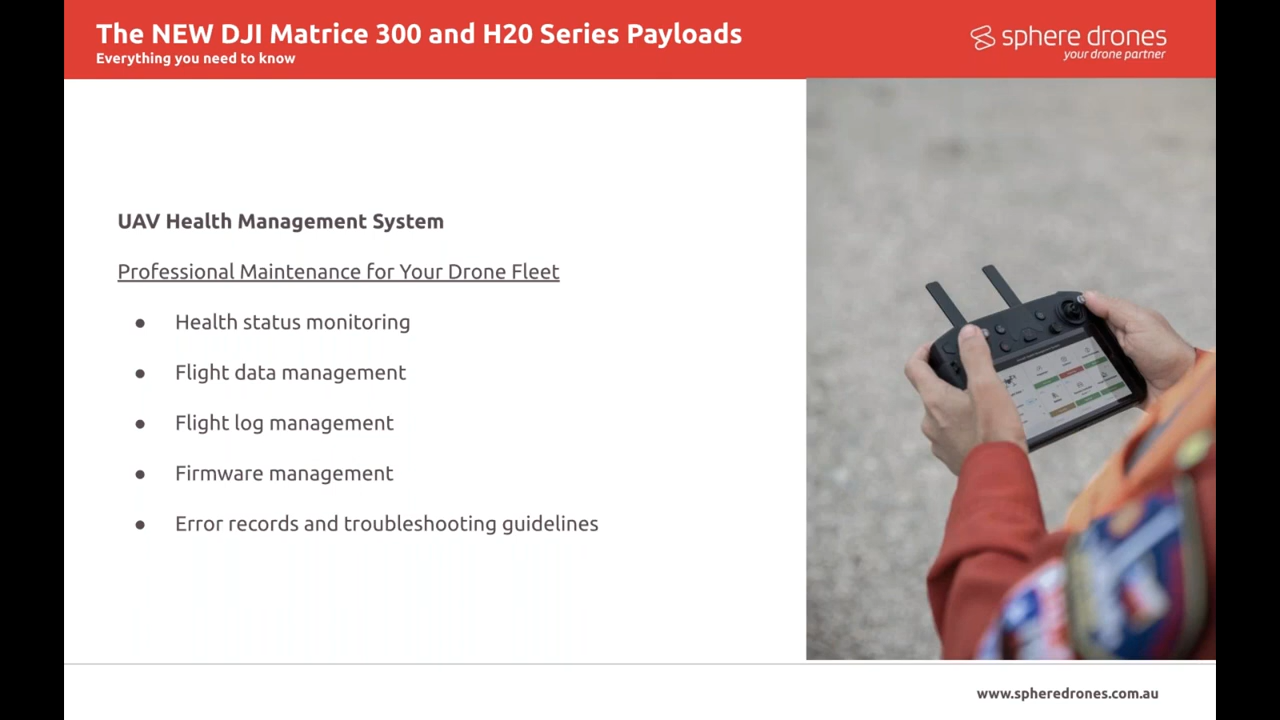 The NEW DJI Matrice 300 and H20 Series Payloads
Everything you need to know
sphere drones
your drone partner
UAV Health Management System
Professional Maintenance for Your Drone Fleet
● Health status monitoring
● Flight data management
● Flight log management
● Firmware management
● Error records and troubleshooting guidelines
www.spheredrones.com.au